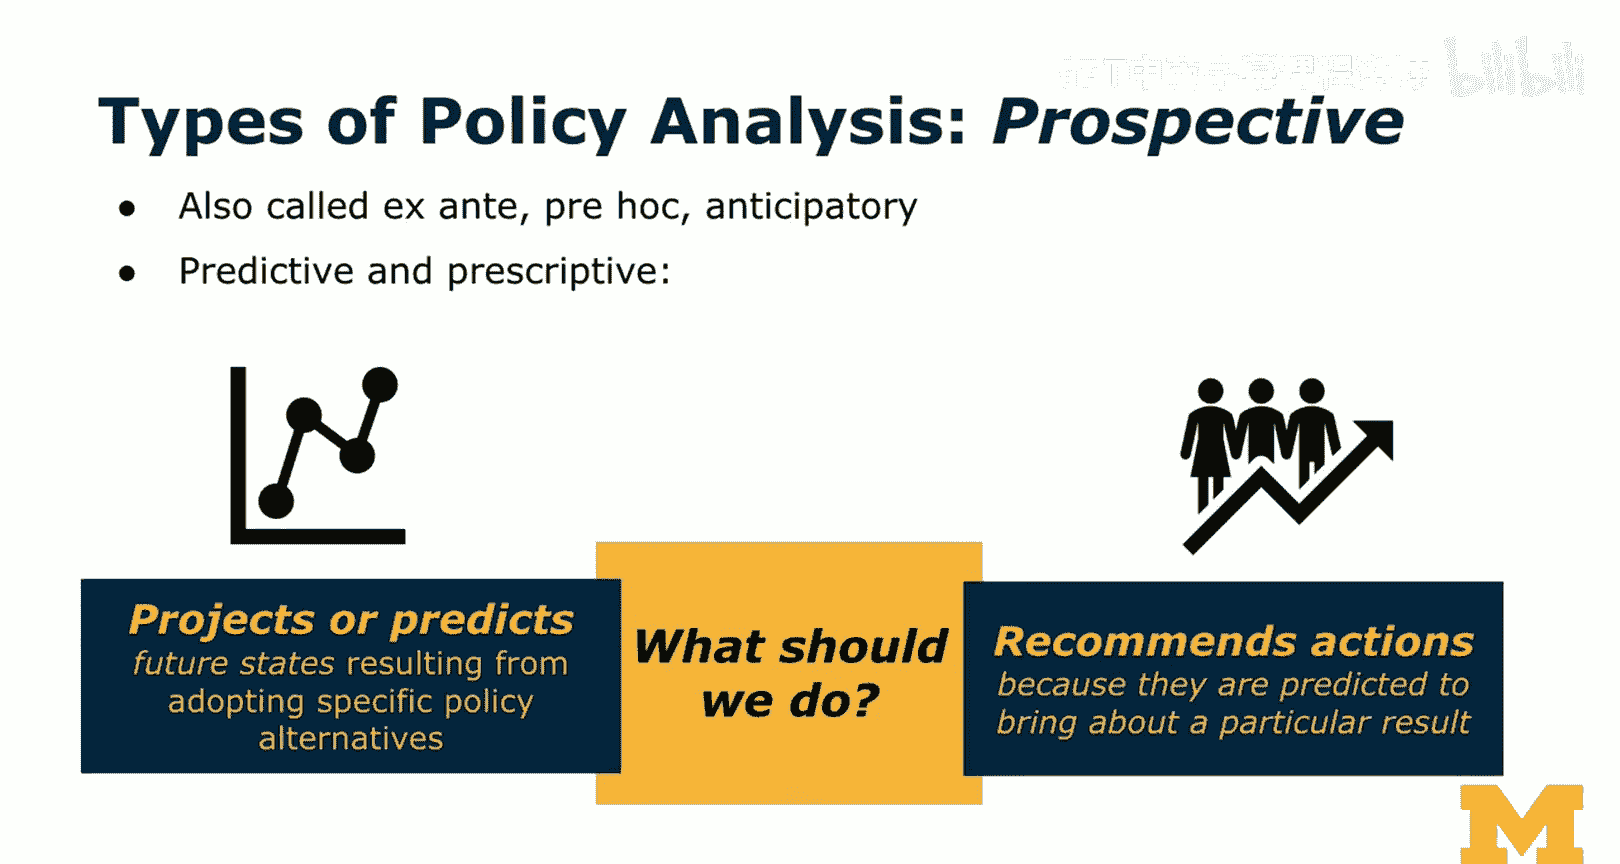 bilibili
Types of Policy Analysis: Prospective
● Also called ex ante, pre hoc, anticipatory
● Predictive and prescriptive:
Projects or predicts
future states resulting from
adopting specific policy
alternatives
What should
we do?
Recommends actions
because they are predicted to
bring about a particular result
M